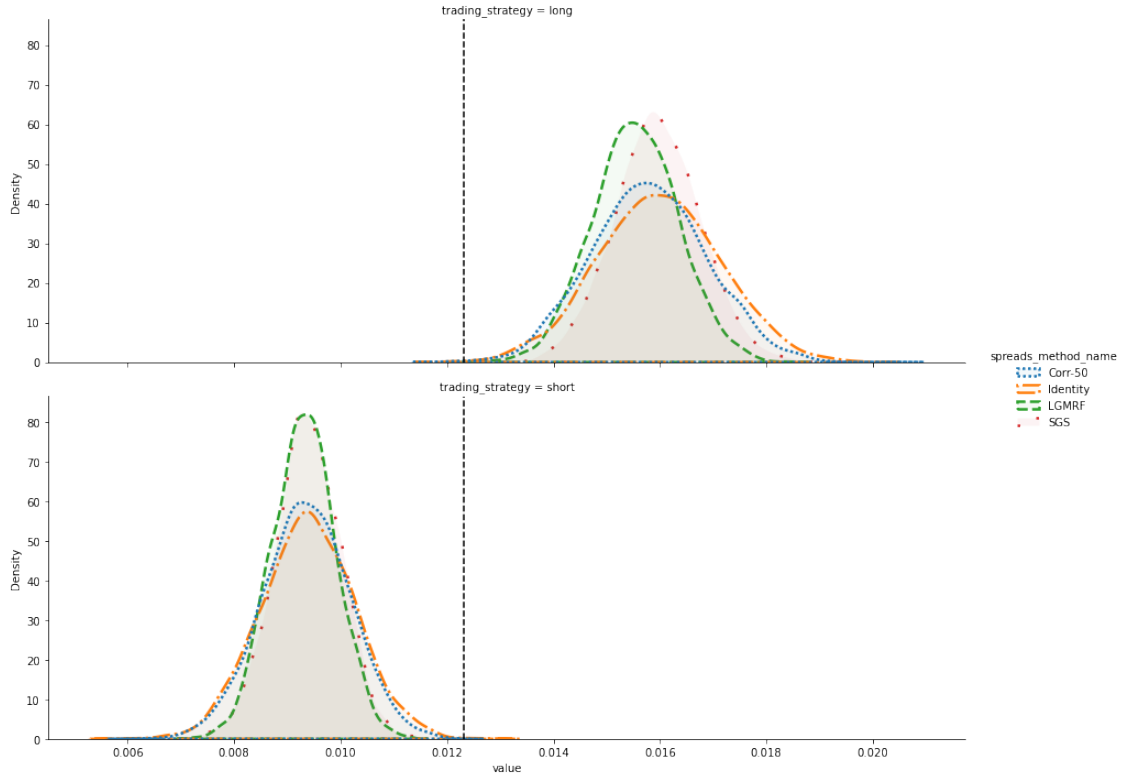 trading_strategy = long
80
70
60
50
40
30
20
10
0
Density
trading_strategy = short
80
70
60
50
40
30
20
10
0
Density
0.006
0.008
0.010
0.012
0.014
0.016
0.018
0.020
value
spreads_method_name
Corr-50
Identity
LGMRF
SGS